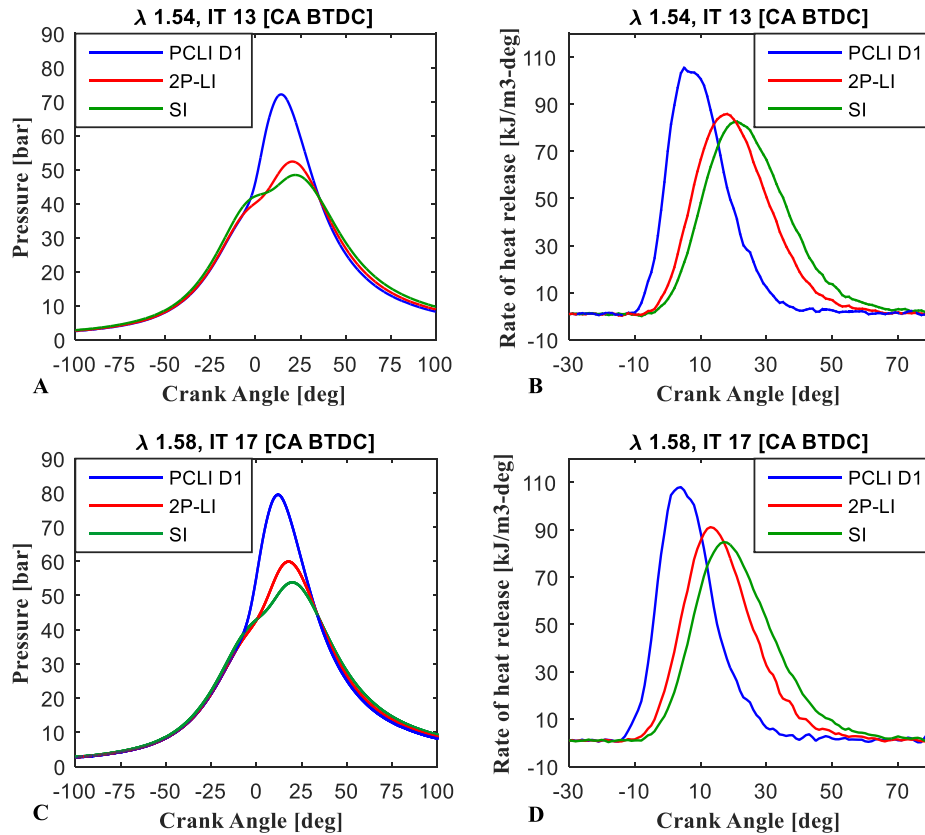 λ 1.54, IT 13 [CA BTDC]
90
80
70
60
50
40
30
20
10
0
Pressure [bar]
PCLI D1
2P-LI
SI
-100 -75 -50 -25 0 25 50 75 100
Crank Angle [deg]
A
λ 1.54, IT 13 [CA BTDC]
110
90
70
50
30
10
-10
Rate of heat release [kJ/m3-deg]
PCLI D1
2P-LI
SI
-30 -10 10 30 50 70
Crank Angle [deg]
B
λ 1.58, IT 17 [CA BTDC]
90
80
70
60
50
40
30
20
10
0
Pressure [bar]
PCLI D1
2P-LI
SI
-100 -75 -50 -25 0 25 50 75 100
Crank Angle [deg]
C
λ 1.58, IT 17 [CA BTDC]
110
90
70
50
30
10
-10
Rate of heat release [kJ/m3-deg]
PCLI D1
2P-LI
SI
-30 -10 10 30 50 70
Crank Angle [deg]
D